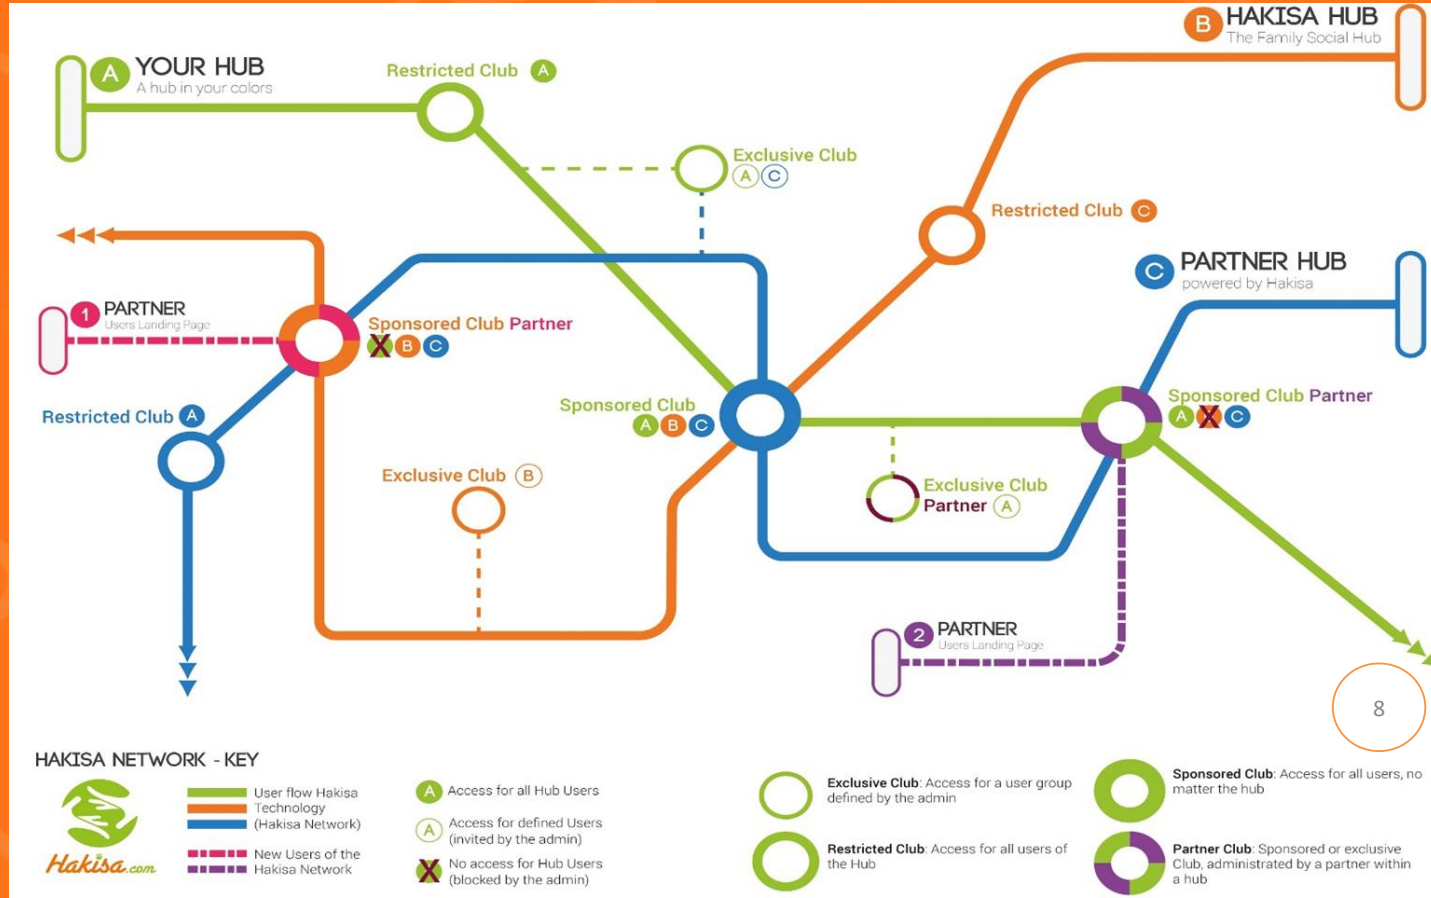 B HAKISA HUB
The Family Social Hub
A YOUR HUB
A hub in your colors
Restricted Club A
Exclusive Club
A C
Restricted Club C
C PARTNER HUB
powered by Hakisa
1 PARTNER
Users Landing Page
Sponsored Club Partner
X B C
Restricted Club A
Sponsored Club
A B C
Sponsored Club Partner
A X C
Exclusive Club B
Exclusive Club
Partner A
2 PARTNER
Users Landing Page
8
HAKISA NETWORK - KEY
Hakisa.com
User flow Hakisa
Technology
(Hakisa Network)
New Users of the
Hakisa Network
A Access for all Hub Users
A Access for defined Users
(invited by the admin)
X No access for Hub Users
(blocked by the admin)
Exclusive Club: Access for a user group
defined by the admin
Restricted Club: Access for all users of
the Hub
Sponsored Club: Access for all users, no
matter the hub
Partner Club: Sponsored or exclusive
Club, administrated by a partner within
a hub